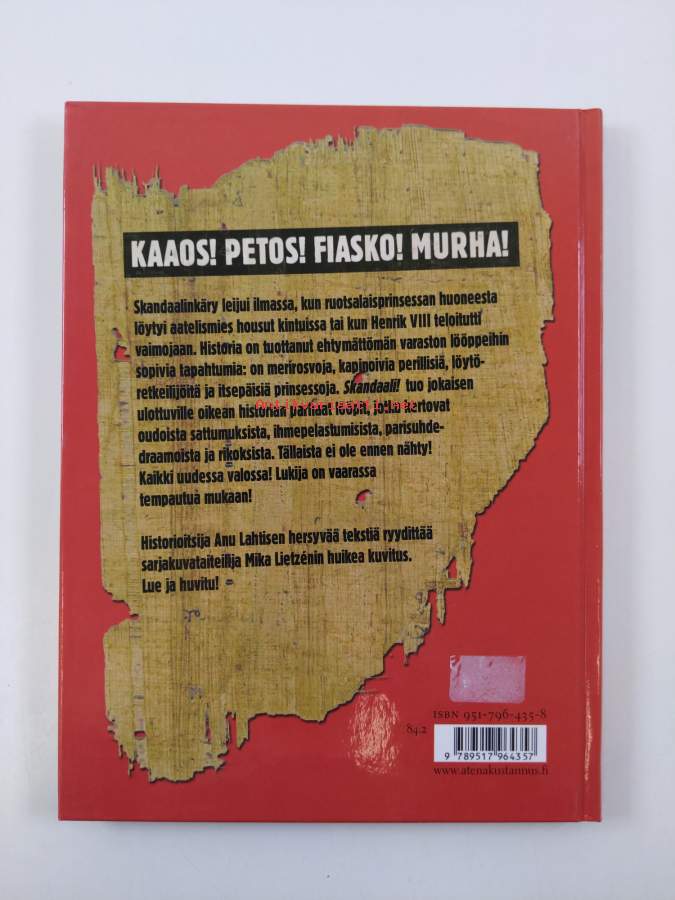 KAAOS! PETOS! FIASKO! MURHA!
Skandaalinkäry leijui ilmassa, kun ruotsalaisprinsessan huoneesta
löytyi aatelismies housut kintuissa tai kun Henrik VIII teloitutti
vaimojaan. Historia on tuottanut ehtymättömän varaston lööppeihin
sopivia tapahtumia: on merirosvoja, kapinoivia perillisiä, löytö-
retkeilijöitä ja itsepäisiä prinsessoja. Skandaali! tuo jokaisen
ulottuville oikean historian parhaat lööpit, jotka kertovat
oudoista sattumuksista, ihmepelastumisista, parisuhde-
draamoista ja rikoksista. Tällaista ei ole ennen nähty!
Kaikki uudessa valossa! Lukija on vaarassa
tempautua mukaan!
Historioitsija Anu Lahtisen hersyvää tekstiä ryydittää
sarjakuvataiteilija Mika Lietzénin huikea kuvitus.
Lue ja huvitu!
ISBN 951-796-435-8
84.2
9 789517 964357
www.atenakustannus.fi